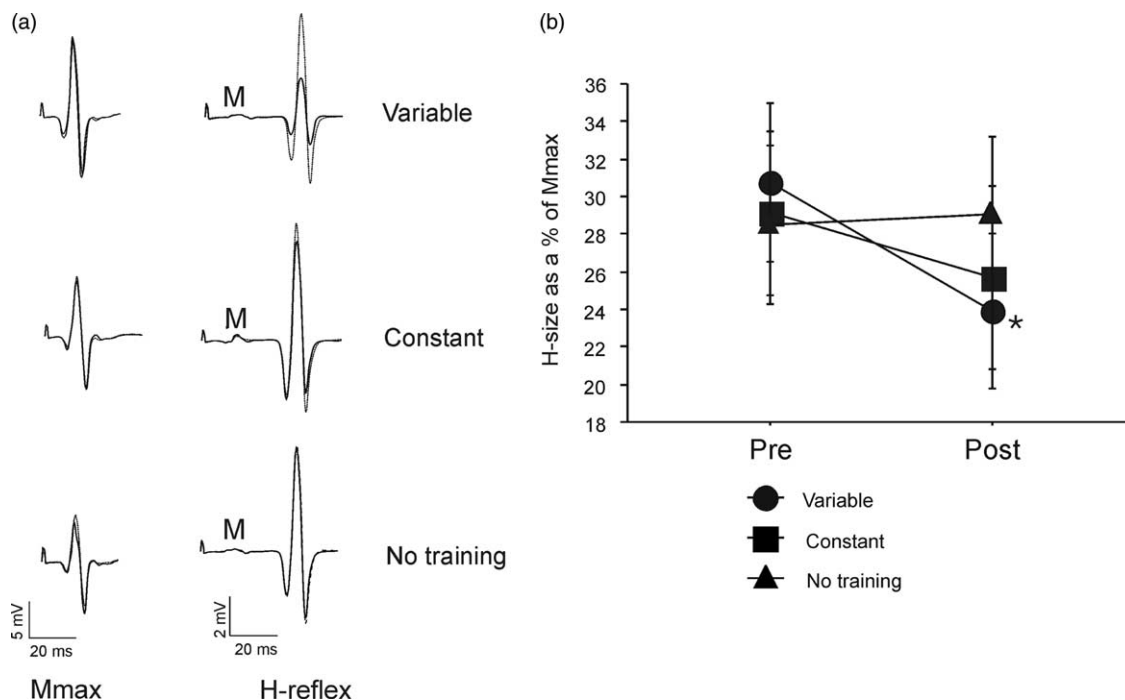 (a)
M
Variable
M
Constant
M
No training
5 mV
20 ms
2 mV
20 ms
Mmax
H-reflex
(b)
H-size as a % of Mmax
36
34
32
30
28
26
24
22
20
18
*
Pre
Post
Variable
Constant
No training